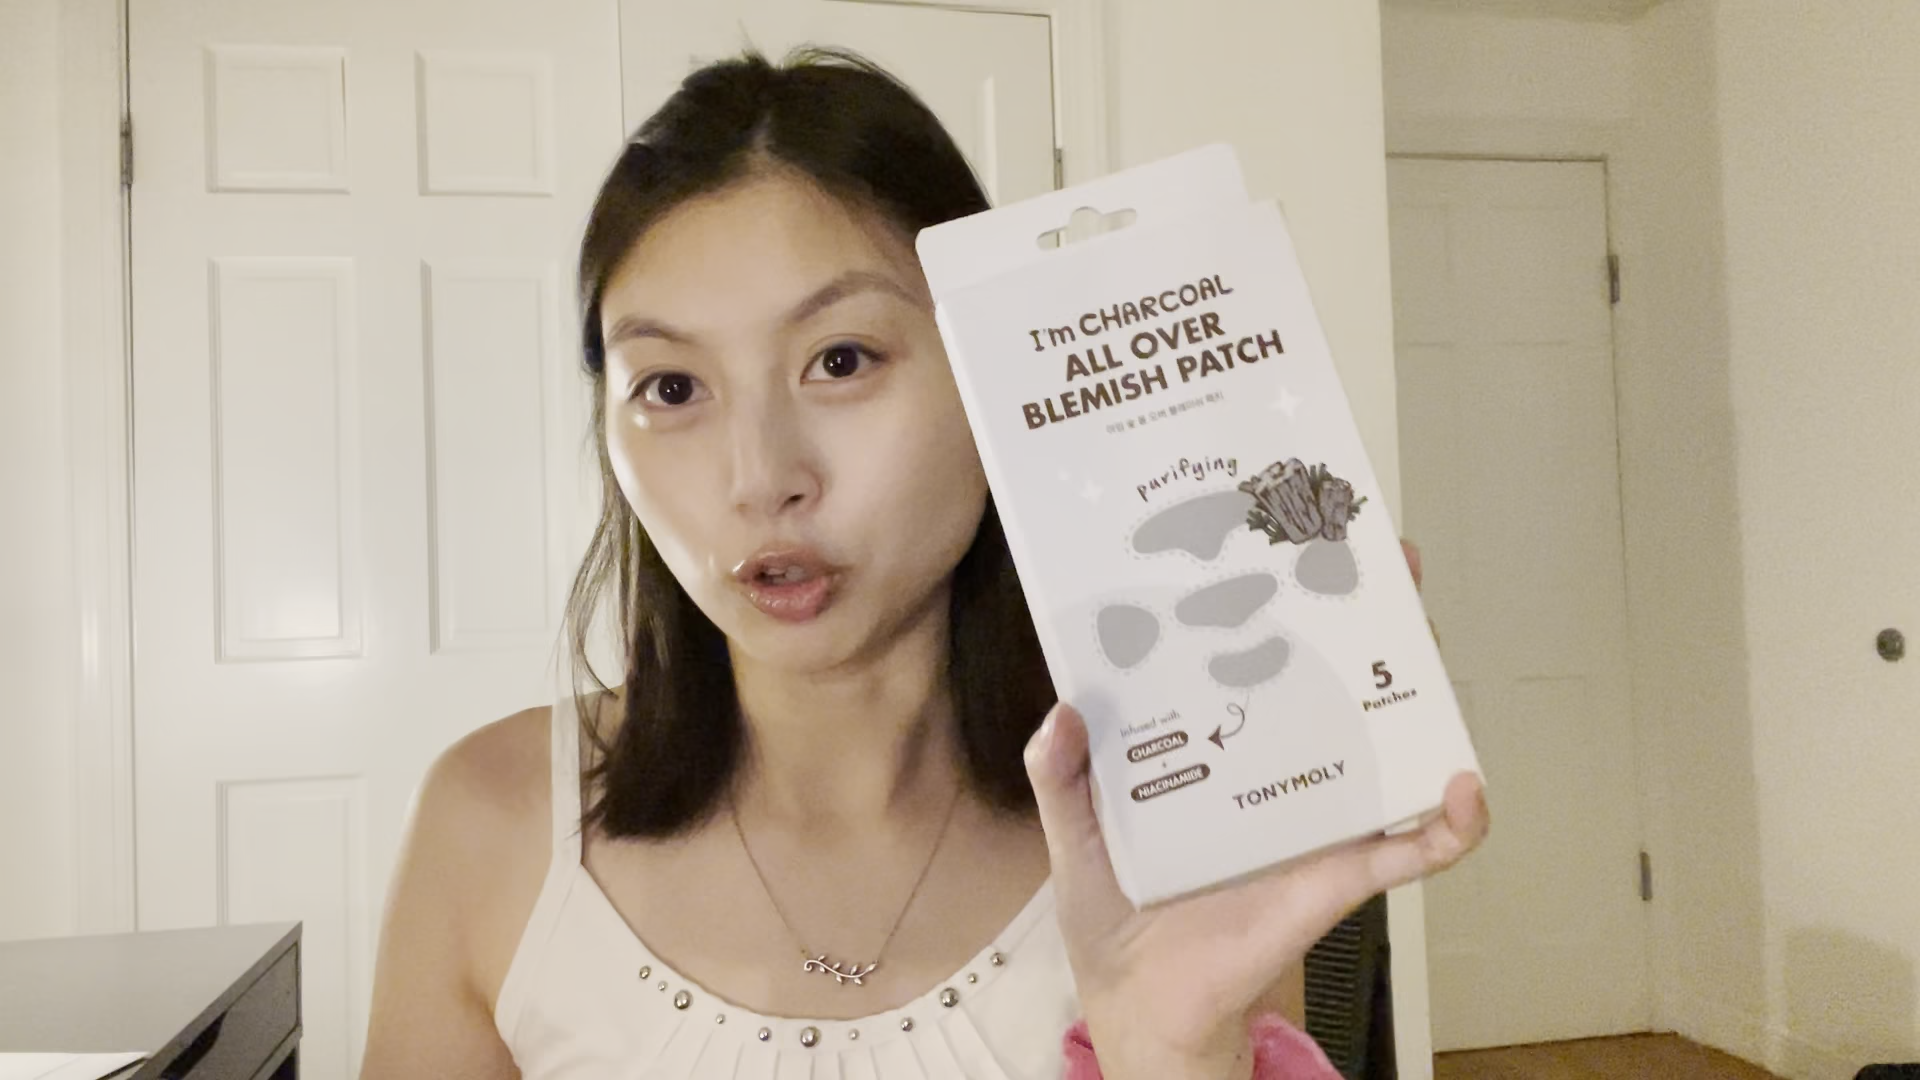 I'm CHARCOAL
ALL OVER
BLEMISH PATCH
purifying
5
Patches
Infused with
CHARCOAL
+
NIACINAMIDE
TONYMOLY